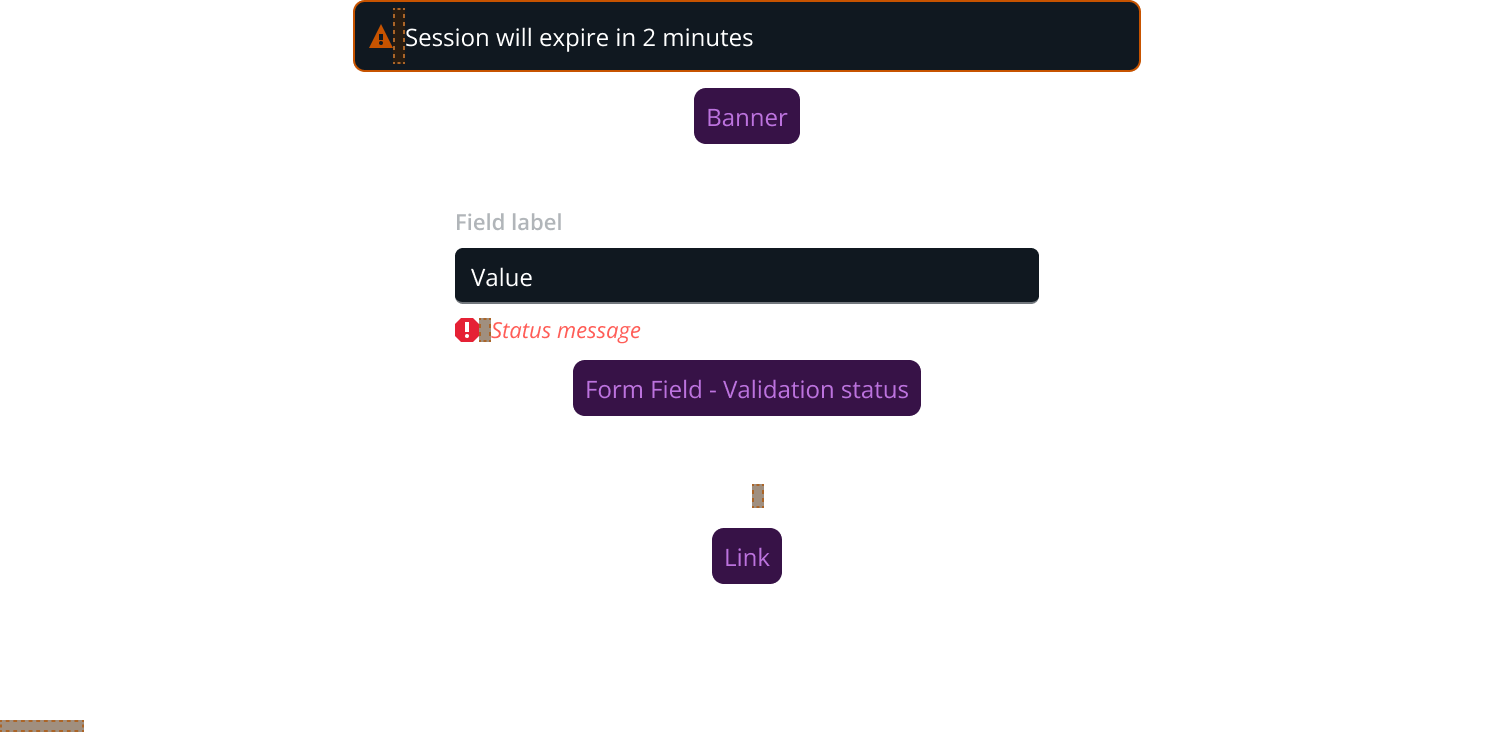 Session will expire in 2 minutes
Banner
Field label
Value
Status message
Form Field - Validation status
Link